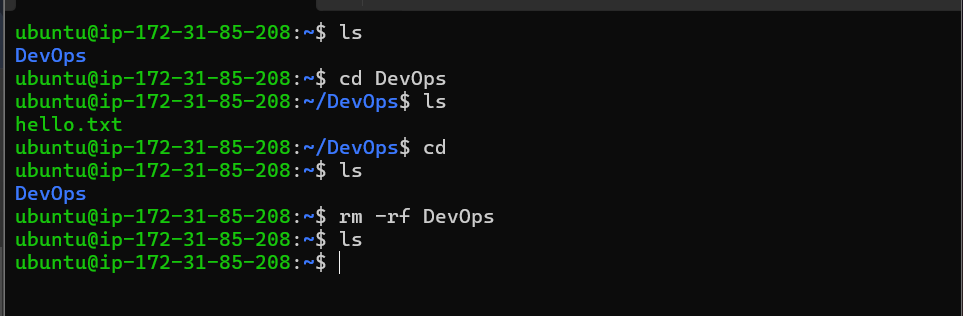 ubuntu@ip-172-31-85-208:~$ ls
DevOps
ubuntu@ip-172-31-85-208:~$ cd DevOps
ubuntu@ip-172-31-85-208:~/DevOps$ ls
hello.txt
ubuntu@ip-172-31-85-208:~/DevOps$ cd
ubuntu@ip-172-31-85-208:~$ ls
DevOps
ubuntu@ip-172-31-85-208:~$ rm -rf DevOps
ubuntu@ip-172-31-85-208:~$ ls
ubuntu@ip-172-31-85-208:~$